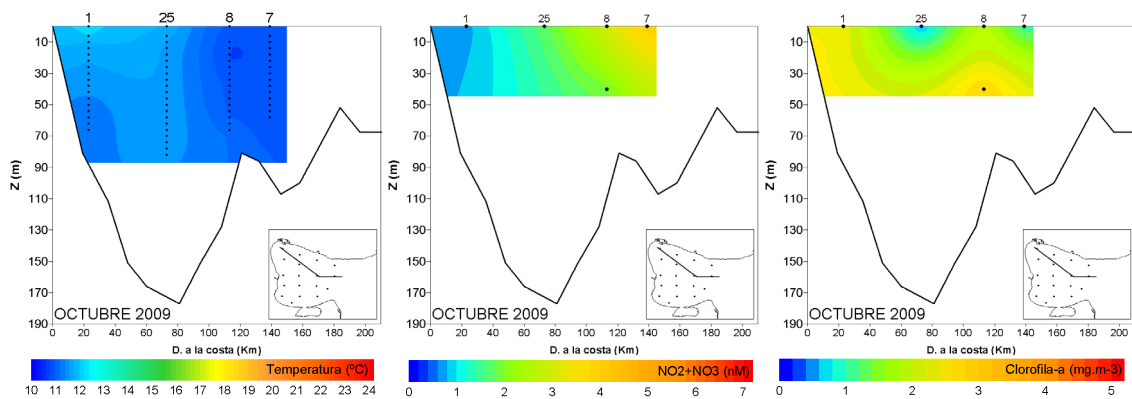 1 25 8 7
10
30
50
70
90
110
130
150
170
190
Z (m)
OCTUBRE 2009
0 20 40 60 80 100 120 140 160 180 200
D. a la costa (Km)
Temperatura (ºC)
10 11 12 13 14 15 16 17 18 19 20 21 22 23 24
1 25 8 7
10
30
50
70
90
110
130
150
170
190
Z (m)
OCTUBRE 2009
0 20 40 60 80 100 120 140 160 180 200
D. a la costa (Km)
NO2+NO3 (nM)
0 1 2 3 4 5 6 7
1 25 8 7
10
30
50
70
90
110
130
150
170
190
Z (m)
OCTUBRE 2009
0 20 40 60 80 100 120 140 160 180 200
D. a la costa (Km)
Clorofila-a (mg.m-3)
0 1 2 3 4 5